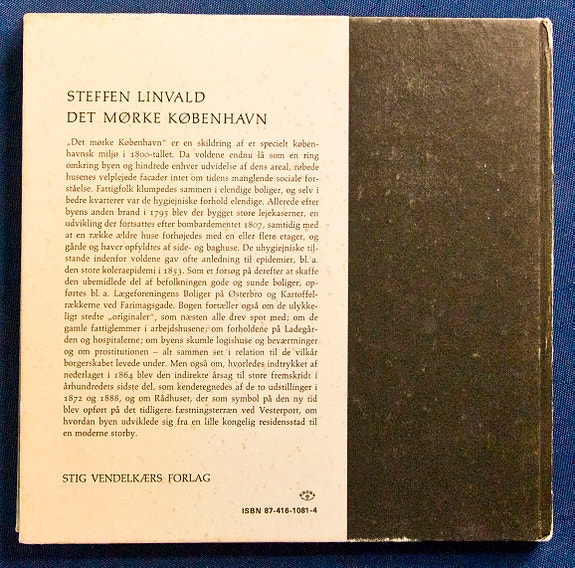 STEFFEN LINVALD
DET MØRKE KØBENHAVN
„Det mørke København" er en skildring af et specielt køben-
havnsk miljø i 1800-tallet. Da voldene endnu lå som en ring
omkring byen og hindrede enhver udvidelse af dens areal, røbede
husenes velplejede facader intet om tidens manglende sociale for-
ståelse. Fattigfolk klumpedes sammen i elendige boliger, og selv i
bedre kvarterer var de hygiejniske forhold elendige. Allerede efter
byens anden brand i 1795 blev der bygget store lejekaserner, en
udvikling der fortsattes efter bombardementet 1807, samtidig med
at en række ældre huse forhøjedes med en eller flere etager, og
gårde og haver opfyldtes af side- og baghuse. De uhygiejniske til-
stande indenfor voldene gav ofte anledning til epidemier, bl. a.
den store koleraepidemi i 1853. Som et forsøg på derefter at skaffe
den ubemidlede del af befolkningen gode og sunde boliger, op-
førtes bl. a. Lægeforeningens Boliger på Østerbro og Kartoffel-
rækkerne ved Farimagsgade. Bogen fortæller også om de ulykke-
ligt stedte „originaler", som næsten alle drev spot med; om de
gamle fattiglemmer i arbejdshusene; om forholdene på Ladegår-
den og hospitalerne; om byens skumle logishuse og beværtninger
og om prostitutionen – alt sammen set i relation til de vilkår
borgerskabet levede under. Men også om, hvorledes indtrykket af
nederlaget i 1864 blev den indirekte årsag til store fremskridt i
århundredets sidste del, som kendetegnedes af de to udstillinger i
1872 og 1888, og om Rådhuset, der som symbol på den ny tid
blev opført på det tidligere fæstningsterræn ved Vesterport, om
hvordan byen udviklede sig fra en lille kongelig residensstad til
en moderne storby.
STIG VENDELKÆRS FORLAG
ISBN 87-416-1081-4